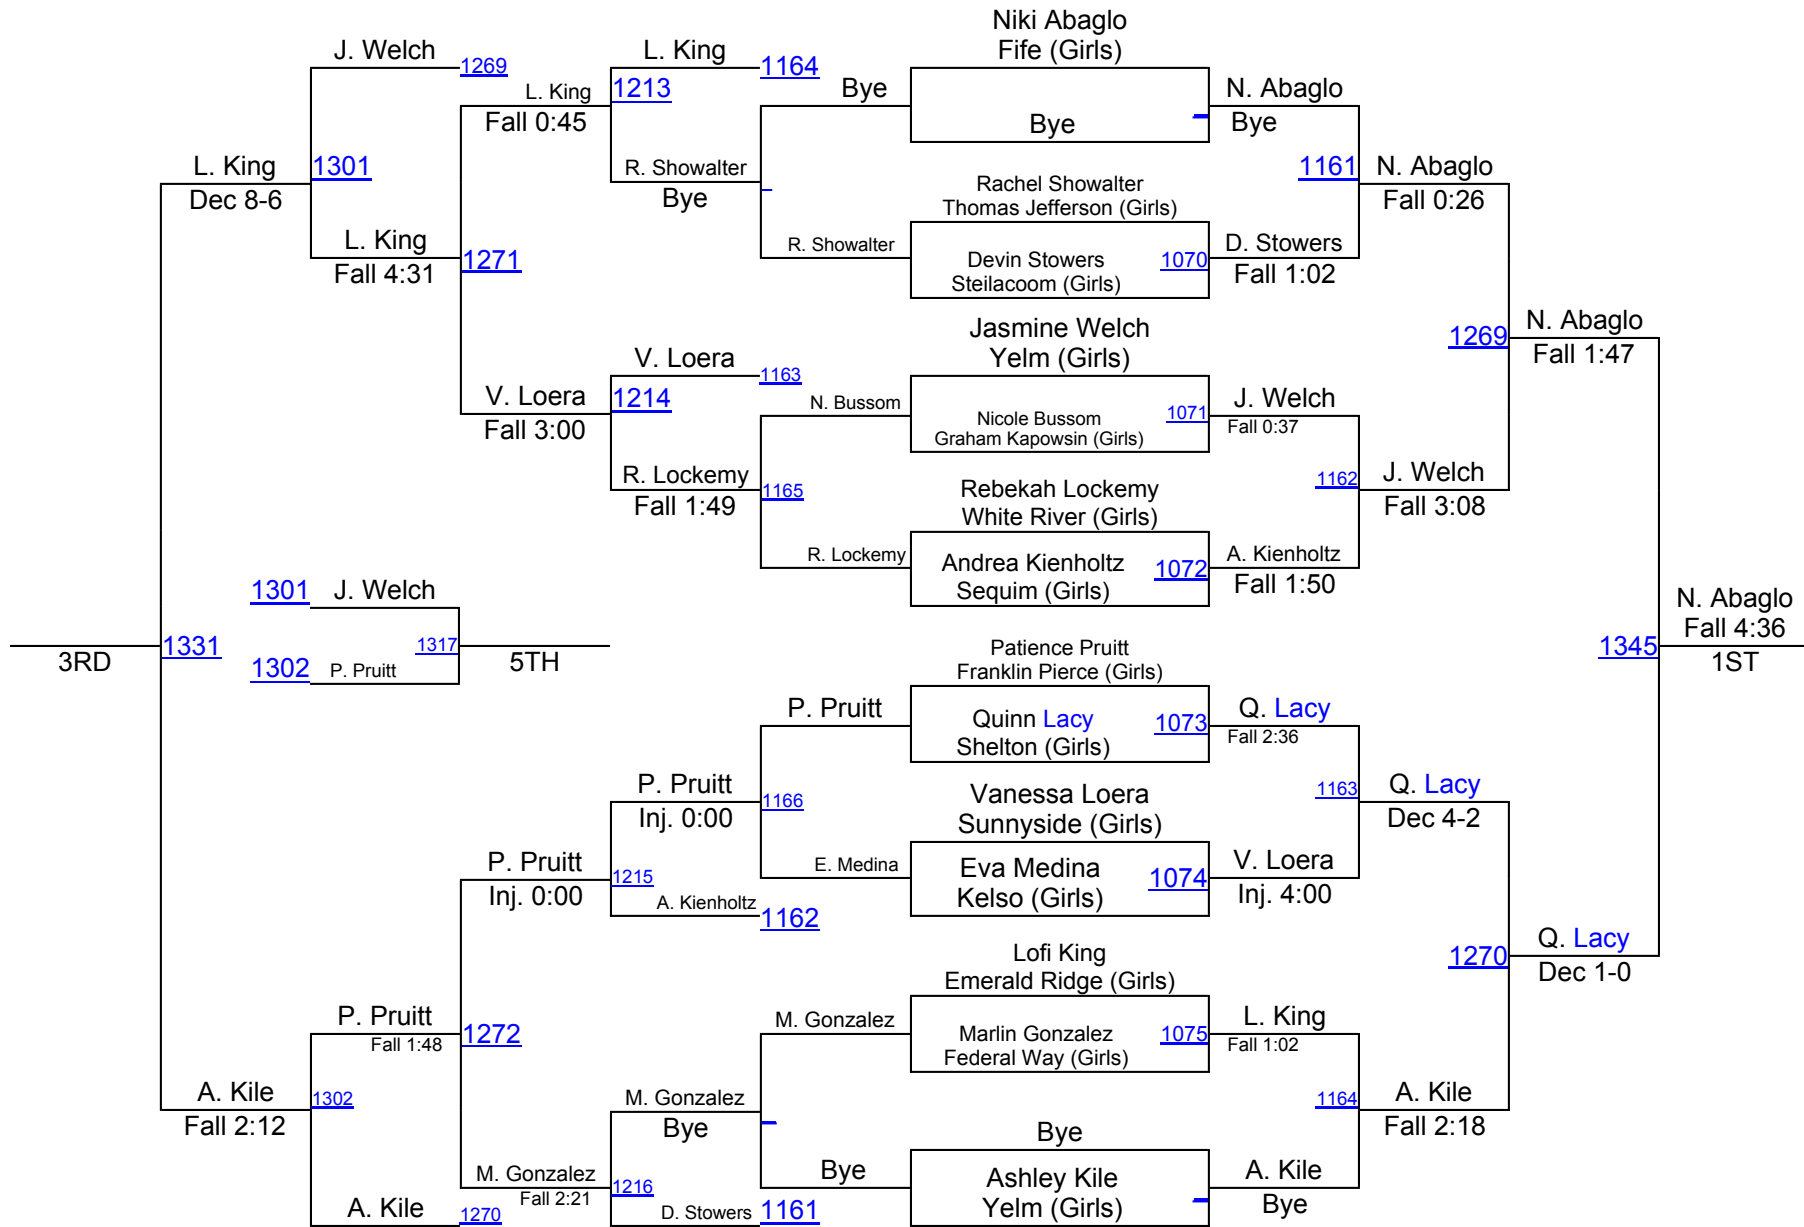 Niki Abaglo
Fife (Girls)
J. Welch
1269
L. King
1164
L. King
1213
Fall 0:45
Bye
Bye
N. Abaglo
Bye
L. King
1301
Dec 8-6
R. Showalter
Bye
Rachel Showalter
Thomas Jefferson (Girls)
1161
N. Abaglo
Fall 0:26
L. King
Fall 4:31
1271
R. Showalter
Devin Stowers
Steilacoom (Girls)
1070
D. Stowers
Fall 1:02
Jasmine Welch
Yelm (Girls)
1269
N. Abaglo
Fall 1:47
V. Loera
1163
V. Loera
1214
Fall 3:00
N. Bussom
Nicole Bussom
Graham Kapowsin (Girls)
1071
J. Welch
Fall 0:37
R. Lockemy
Fall 1:49
1165
Rebekah Lockemy
White River (Girls)
1162
J. Welch
Fall 3:08
R. Lockemy
Andrea Kienholtz
Sequim (Girls)
1072
A. Kienholtz
Fall 1:50
1301
J. Welch
3RD
1331
1317
5TH
1302
P. Pruitt
N. Abaglo
Fall 4:36
1345
1ST
Patience Pruitt
Franklin Pierce (Girls)
P. Pruitt
Quinn Lacy
Shelton (Girls)
1073
Q. Lacy
Fall 2:36
P. Pruitt
Inj. 0:00
1166
Vanessa Loera
Sunnyside (Girls)
1163
Q. Lacy
Dec 4-2
P. Pruitt
Inj. 0:00
1215
E. Medina
Eva Medina
Kelso (Girls)
1074
V. Loera
Inj. 4:00
A. Kienholtz
1162
Lofi King
Emerald Ridge (Girls)
1270
Q. Lacy
Dec 1-0
P. Pruitt
Fall 1:48
1272
M. Gonzalez
Marlin Gonzalez
Federal Way (Girls)
1075
L. King
Fall 1:02
A. Kile
1302
Fall 2:12
M. Gonzalez
Bye
Bye
1164
A. Kile
Fall 2:18
M. Gonzalez
Fall 2:21
1216
Bye
Ashley Kile
Yelm (Girls)
A. Kile
Bye
A. Kile
1270
D. Stowers
1161